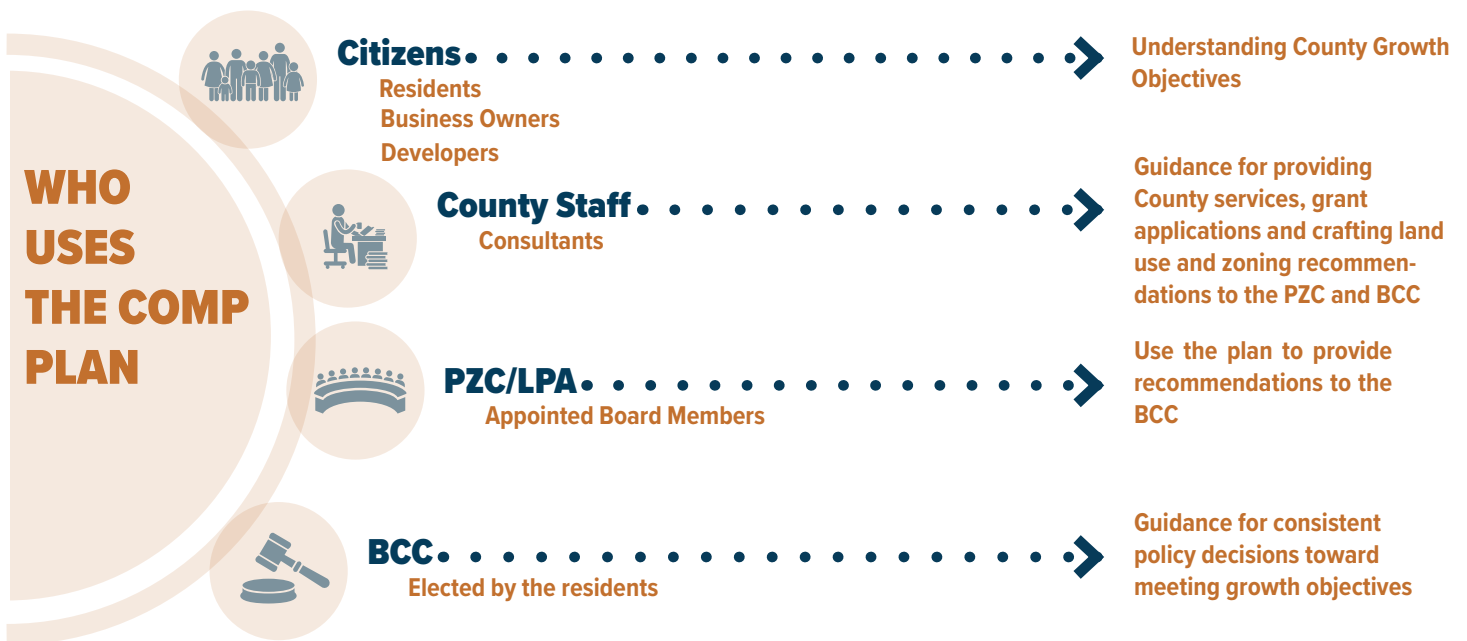 WHO
USES
THE COMP
PLAN
Citizens
Residents
Business Owners
Developers
Understanding County Growth
Objectives
County Staff
Consultants
Guidance for providing
County services, grant
applications and crafting land
use and zoning recommen-
dations to the PZC and BCC
PZC/LPA
Appointed Board Members
Use the plan to provide
recommendations to the
BCC
BCC
Elected by the residents
Guidance for consistent
policy decisions toward
meeting growth objectives